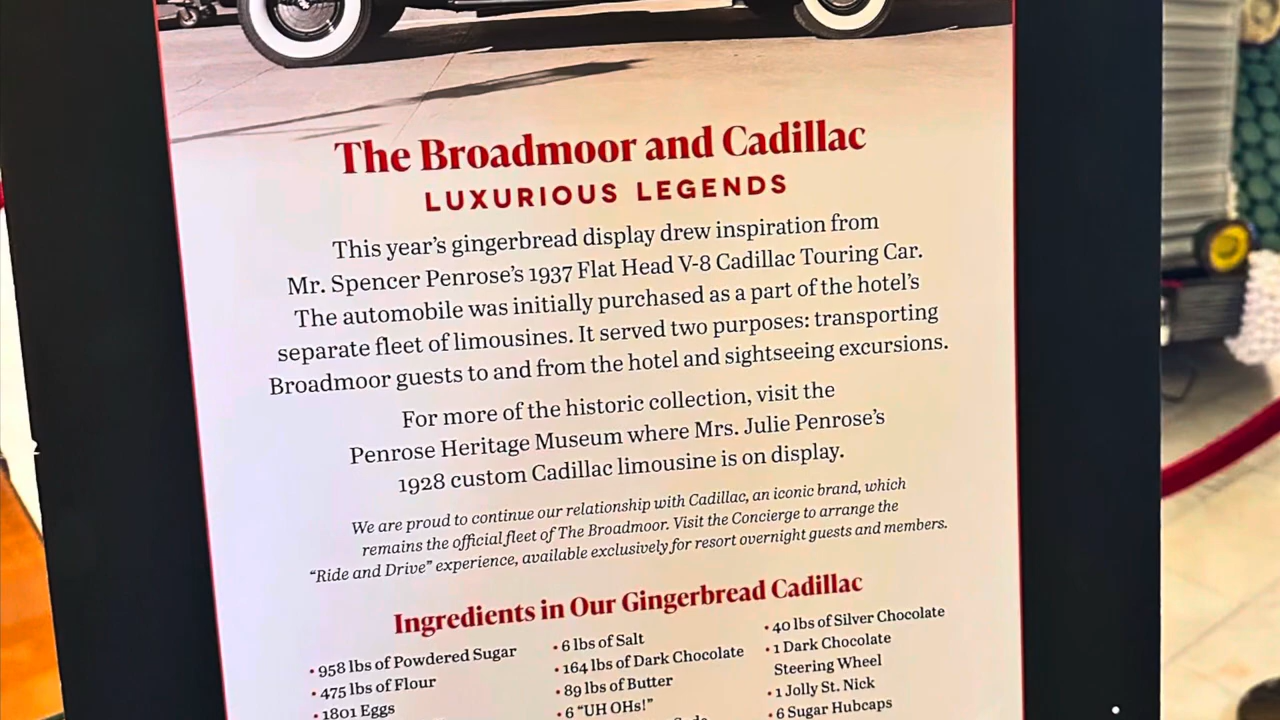 The Broadmoor and Cadillac
LUXURIOUS LEGENDS
This year's gingerbread display drew inspiration from
Mr. Spencer Penrose's 1937 Flat Head V-8 Cadillac Touring Car.
The automobile was initially purchased as a part of the hotel's
separate fleet of limousines. It served two purposes: transporting
Broadmoor guests to and from the hotel and sightseeing excursions.
For more of the historic collection, visit the
Penrose Heritage Museum where Mrs. Julie Penrose's
1928 custom Cadillac limousine is on display.
We are proud to continue our relationship with Cadillac, an iconic brand, which
remains the official fleet of The Broadmoor. Visit the Concierge to arrange the
"Ride and Drive" experience, available exclusively for resort overnight guests and members.
Ingredients in Our Gingerbread Cadillac
• 958 lbs of Powdered Sugar
• 475 lbs of Flour
• 1801 Eggs
• 6 lbs of Salt
• 164 lbs of Dark Chocolate
• 89 lbs of Butter
• 6 "UH OHs!"
• 40 lbs of Silver Chocolate
• 1 Dark Chocolate
Steering Wheel
• 1 Jolly St. Nick
• 6 Sugar Hubcaps